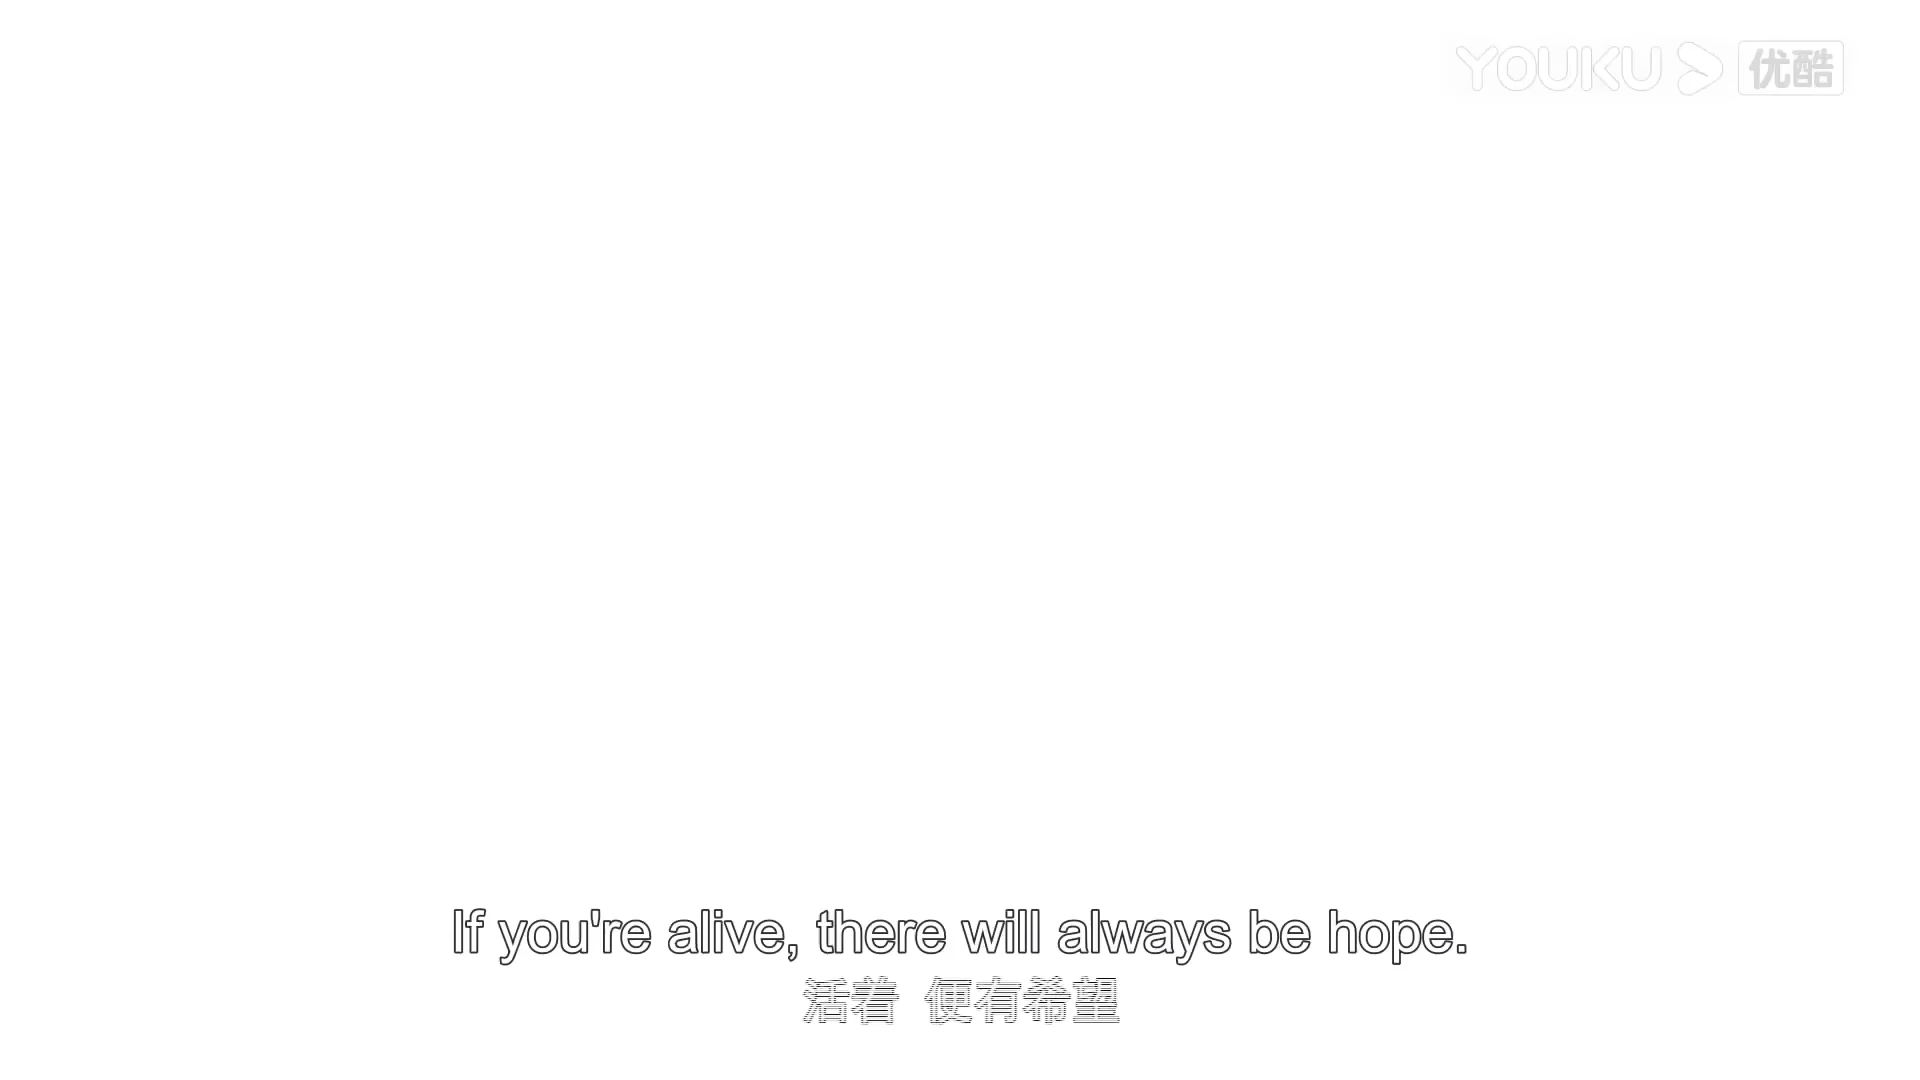 YOUKU 优酷
If you're alive, there will always be hope.
活着 便有希望